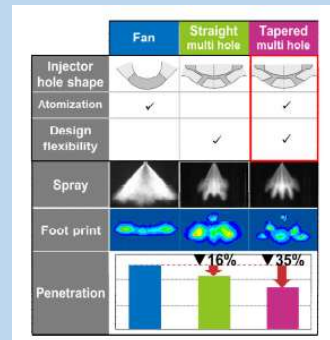 Fan
Straight
multi hole
Tapered
multi hole
Injector
hole shape
Atomization
✓
✓
Design
flexibility
✓
✓
Spray
Foot print
Penetration
▼16%
▼35%